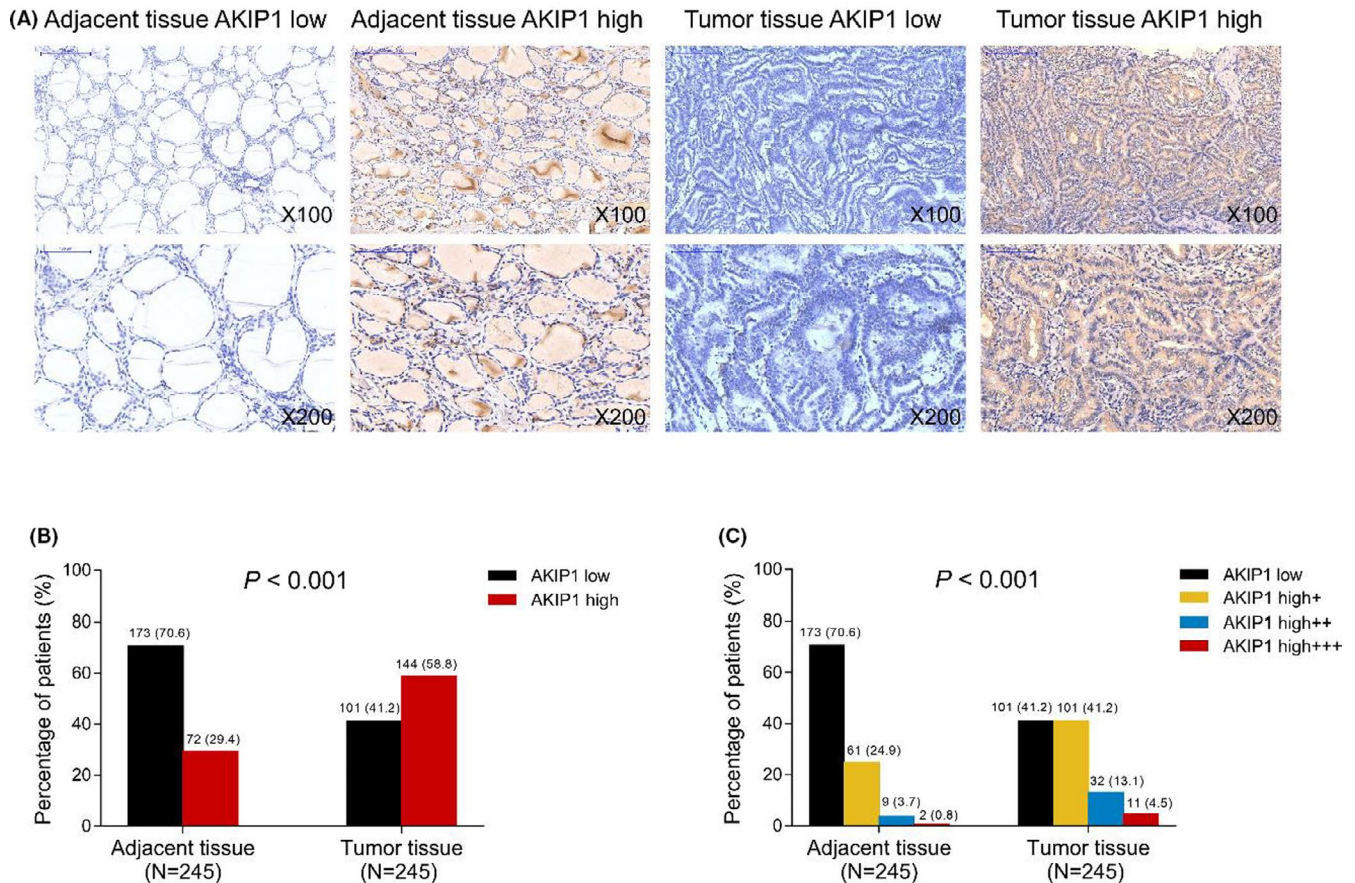 (A) Adjacent tissue AKIP1 low Adjacent tissue AKIP1 high Tumor tissue AKIP1 low Tumor tissue AKIP1 high
X100 X100 X100 X100
X200 X200 X200 X200
(B)
P < 0.001
AKIP1 low
AKIP1 high
Percentage of patients (%)
100
80
60
40
20
0
173 (70.6)
72 (29.4)
101 (41.2)
144 (58.8)
Adjacent tissue Tumor tissue
(N=245) (N=245)
(C)
P < 0.001
AKIP1 low
AKIP1 high+
AKIP1 high++
AKIP1 high+++
Percentage of patients (%)
100
80
60
40
20
0
173 (70.6)
61 (24.9)
9 (3.7)
2 (0.8)
101 (41.2) 101 (41.2)
32 (13.1)
11 (4.5)
Adjacent tissue Tumor tissue
(N=245) (N=245)